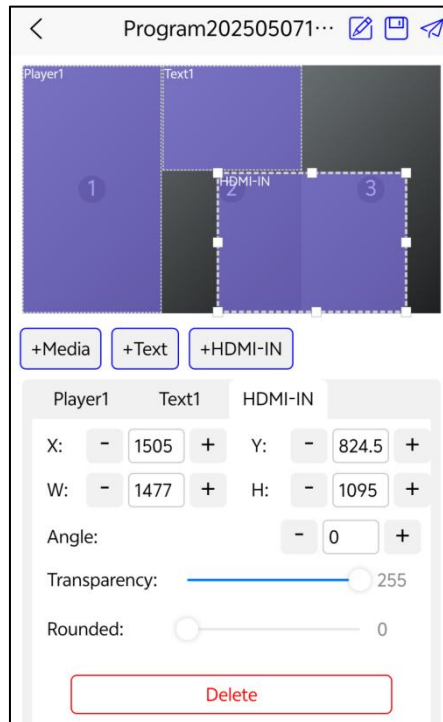 Program202505071···
Player1
Text1
HDMI-IN
1
2
3
+Media
+Text
+HDMI-IN
Player1 Text1 HDMI-IN
X: - 1505 + Y: - 824.5 +
W: - 1477 + H: - 1095 +
Angle: - 0 +
Transparency: 255
Rounded: 0
Delete